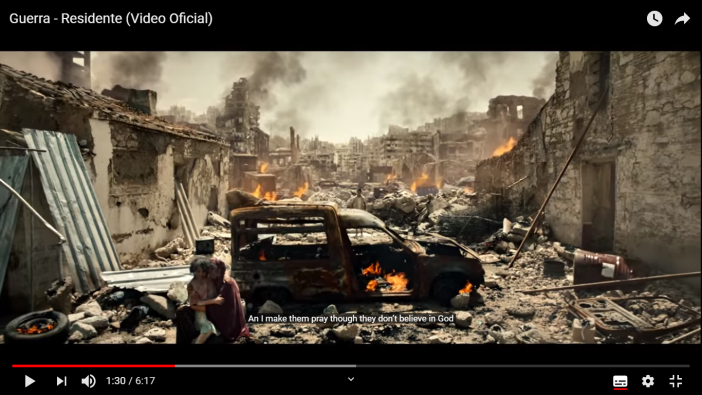 Guerra - Residente (Video Oficial)
An I make them pray though they don't believe in God
1:30 / 6:17